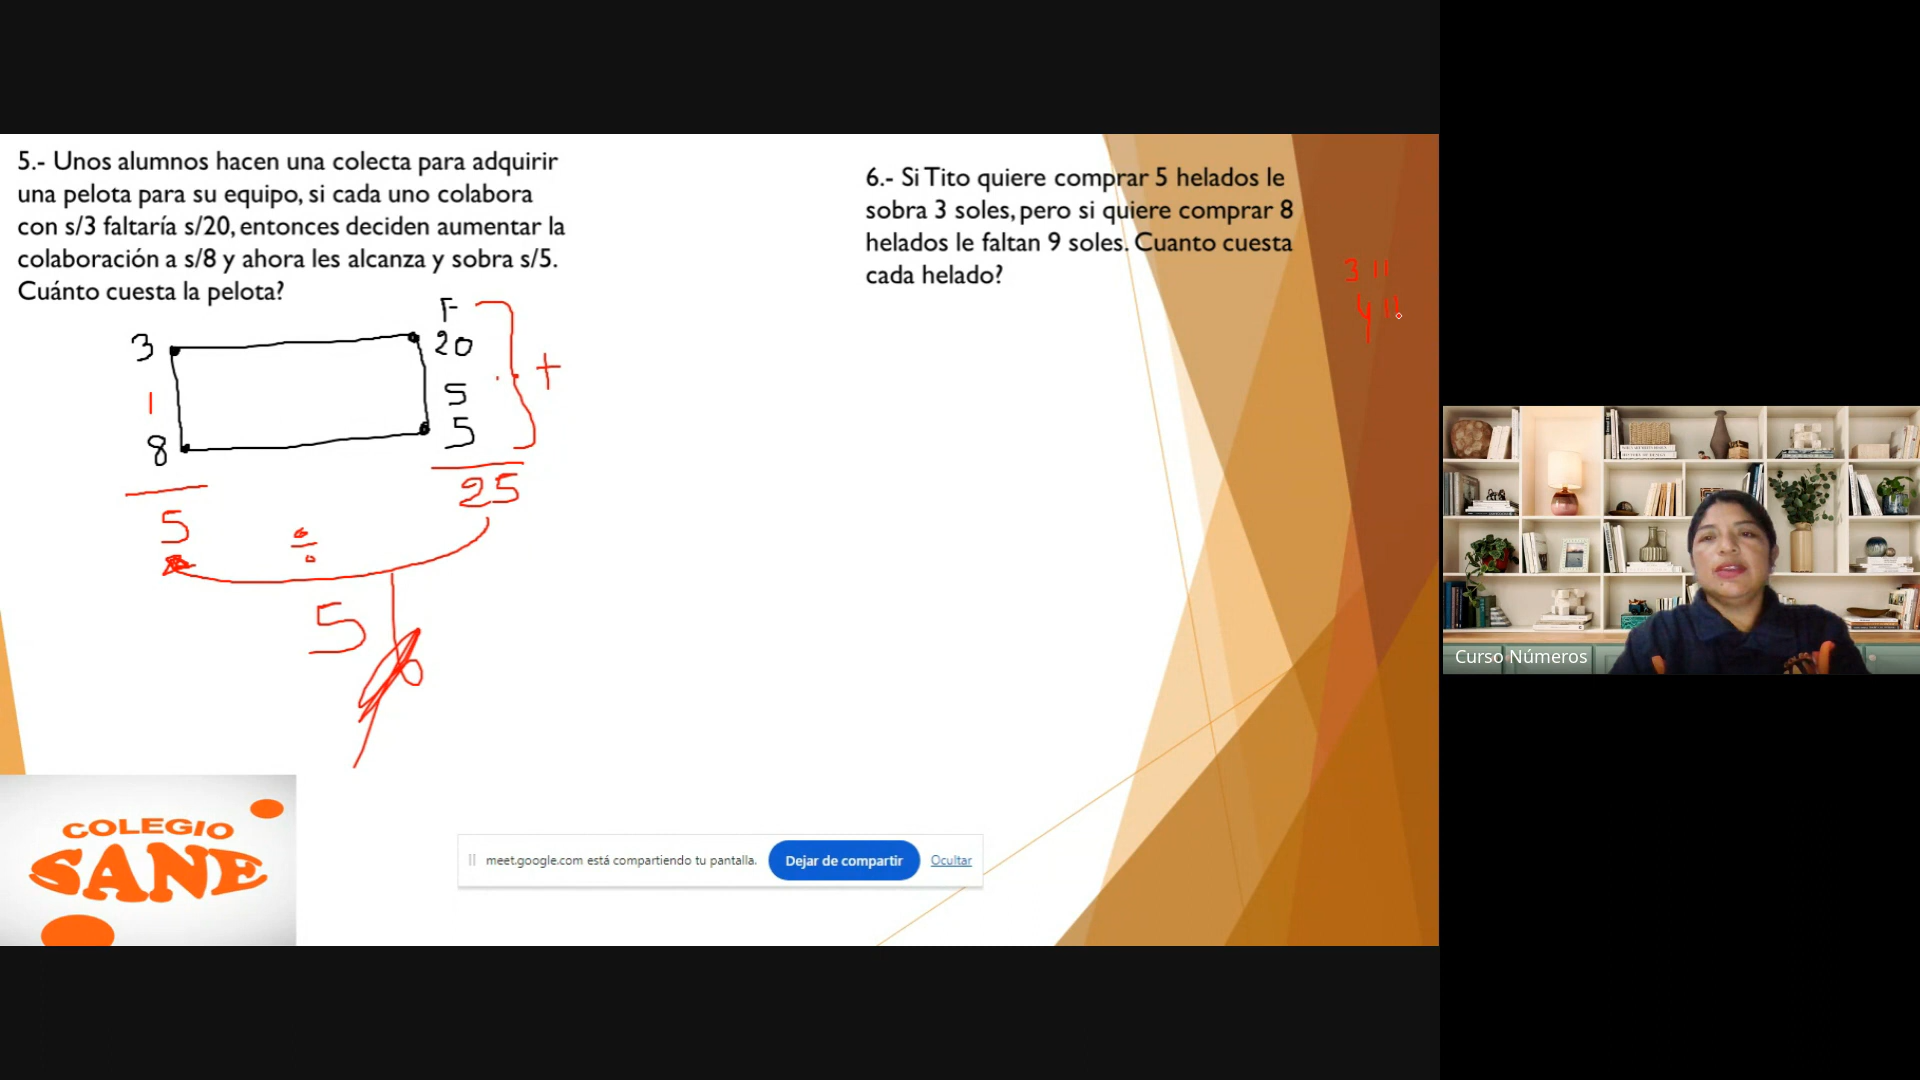 5.- Unos alumnos hacen una colecta para adquirir
una pelota para su equipo, si cada uno colabora
con s/3 faltaría s/20, entonces deciden aumentar la
colaboración a s/8 y ahora les alcanza y sobra s/5.
Cuánto cuesta la pelota?
F
3 20
1 5
8 5
25
5
÷
5
6.- Si Tito quiere comprar 5 helados le
sobra 3 soles, pero si quiere comprar 8
helados le faltan 9 soles. Cuanto cuesta
cada helado?
3 11
y 11
+
COLEGIO
SANE
meet.google.com está compartiendo tu pantalla. Dejar de compartir Ocultar
Curso Números